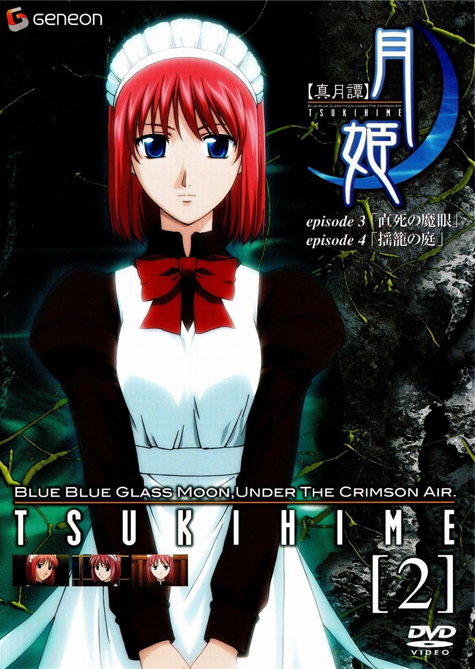 GENEON
【真月譚】
BLUE BLUE GLASS MOON, UNDER THE CRIMSON AIR.
TSUKIHIME
月姫
episode 3「直死の魔眼」
episode 4「揺籠の庭」
BLUE BLUE GLASS MOON, UNDER THE CRIMSON AIR.
TSUKIHIME
[2]
DVD
VIDEO